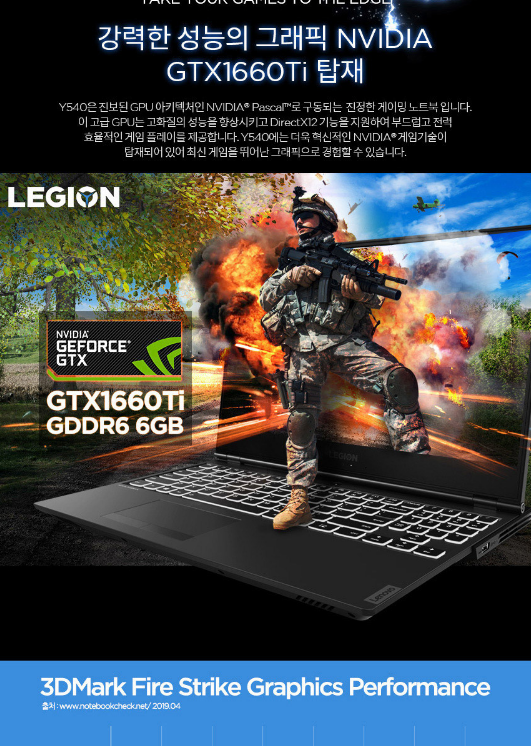 TAKE YOUR GAMES TO THE EDGE
강력한 성능의 그래픽 NVIDIA
GTX1660Ti 탑재
Y540은 진보된 GPU 아키텍처인 NVIDIA® Pascal™로 구동되는 진정한 게이밍 노트북 입니다.
이 고급 GPU는 고화질의 성능을 향상시키고 DirectX12 기능을 지원하여 부드럽고 전력
효율적인 게임 플레이를 제공합니다. Y540에는 더욱 혁신적인 NVIDIA® 게임기술이
탑재되어 있어 최신 게임을 뛰어난 그래픽으로 경험할 수 있습니다.
LEGION
NVIDIA
GEFORCE®
GTX
GTX1660Ti
GDDR6 6GB
LEGION
Lenovo
3DMark Fire Strike Graphics Performance
출처 : www.notebookcheck.net/ 2019.04